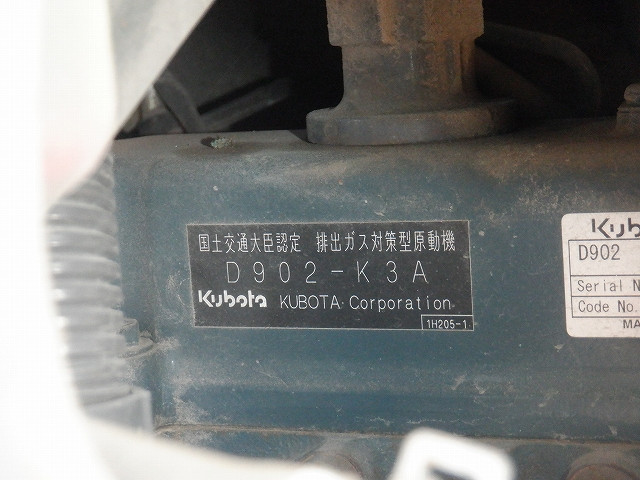 国土交通大臣認定 排出ガス対策型原動機
D902-K3A
Kubota KUBOTA Corporation
1H205-1
Kubo
D902
Serial N
Code No.
MA